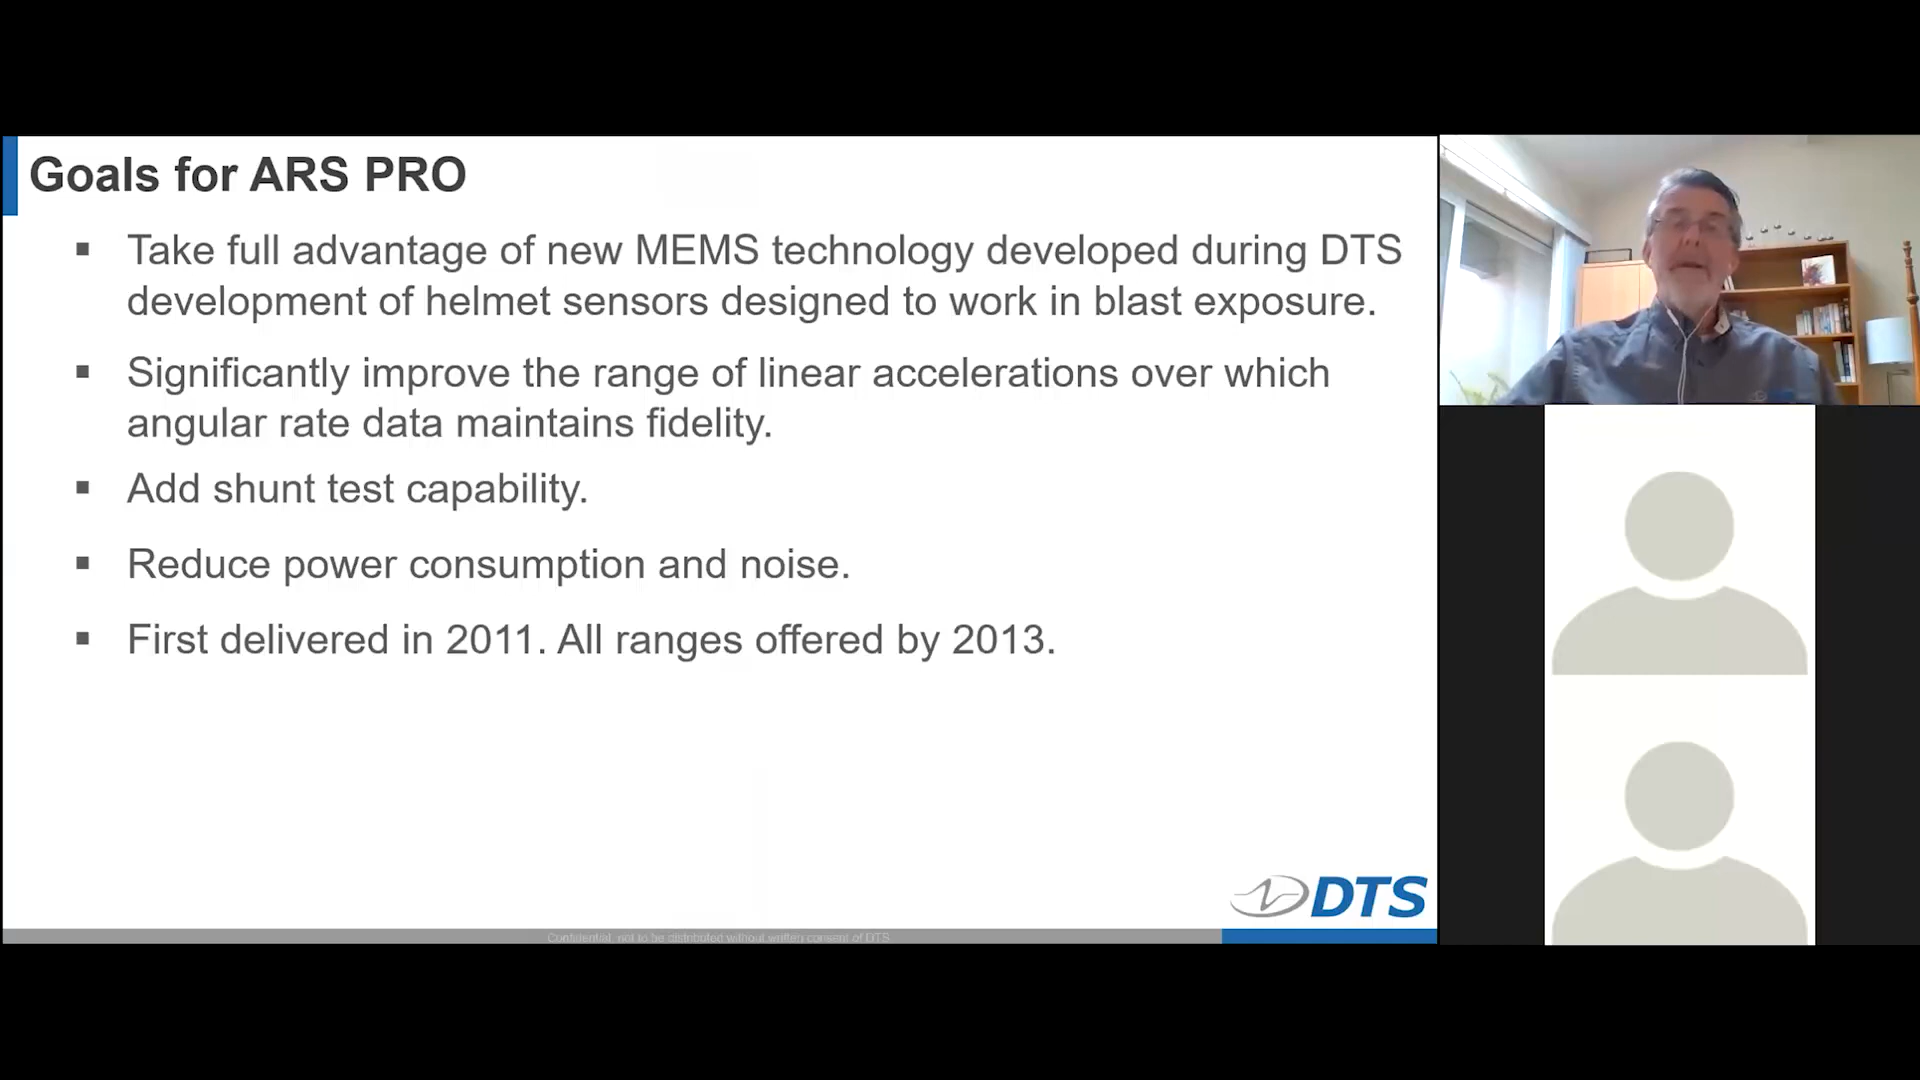 Goals for ARS PRO
▪ Take full advantage of new MEMS technology developed during DTS
development of helmet sensors designed to work in blast exposure.
▪ Significantly improve the range of linear accelerations over which
angular rate data maintains fidelity.
▪ Add shunt test capability.
▪ Reduce power consumption and noise.
▪ First delivered in 2011. All ranges offered by 2013.
DTS
Confidential, not to be distributed without written consent of DTS